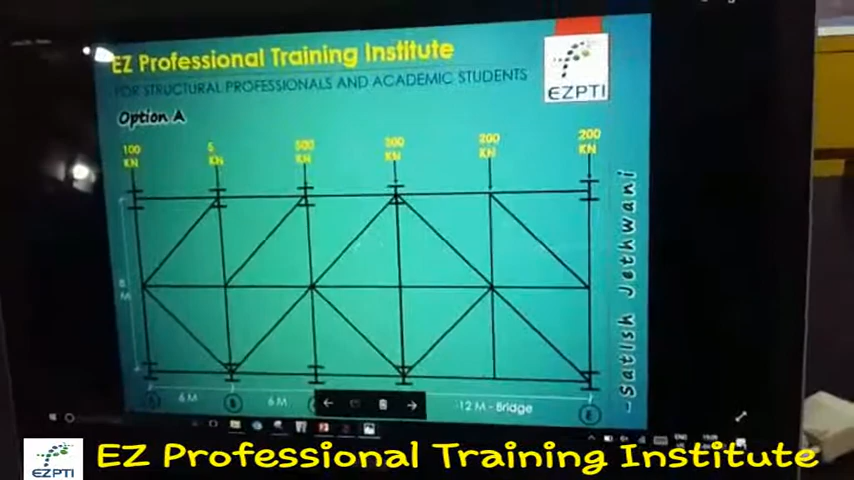 EZ Professional Training Institute
FOR STRUCTURAL PROFESSIONALS AND ACADEMIC STUDENTS
EZPTI
Option A
100 KN
5 KN
500 KN
300 KN
200 KN
200 KN
8 M
6 M
6 M
12 M - Bridge
A
B
E
- Satish Jethwani
EZPTI
EZ Professional Training Institute